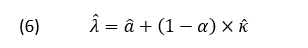 (6) λ̂ = â + (1 − α) × κ̂